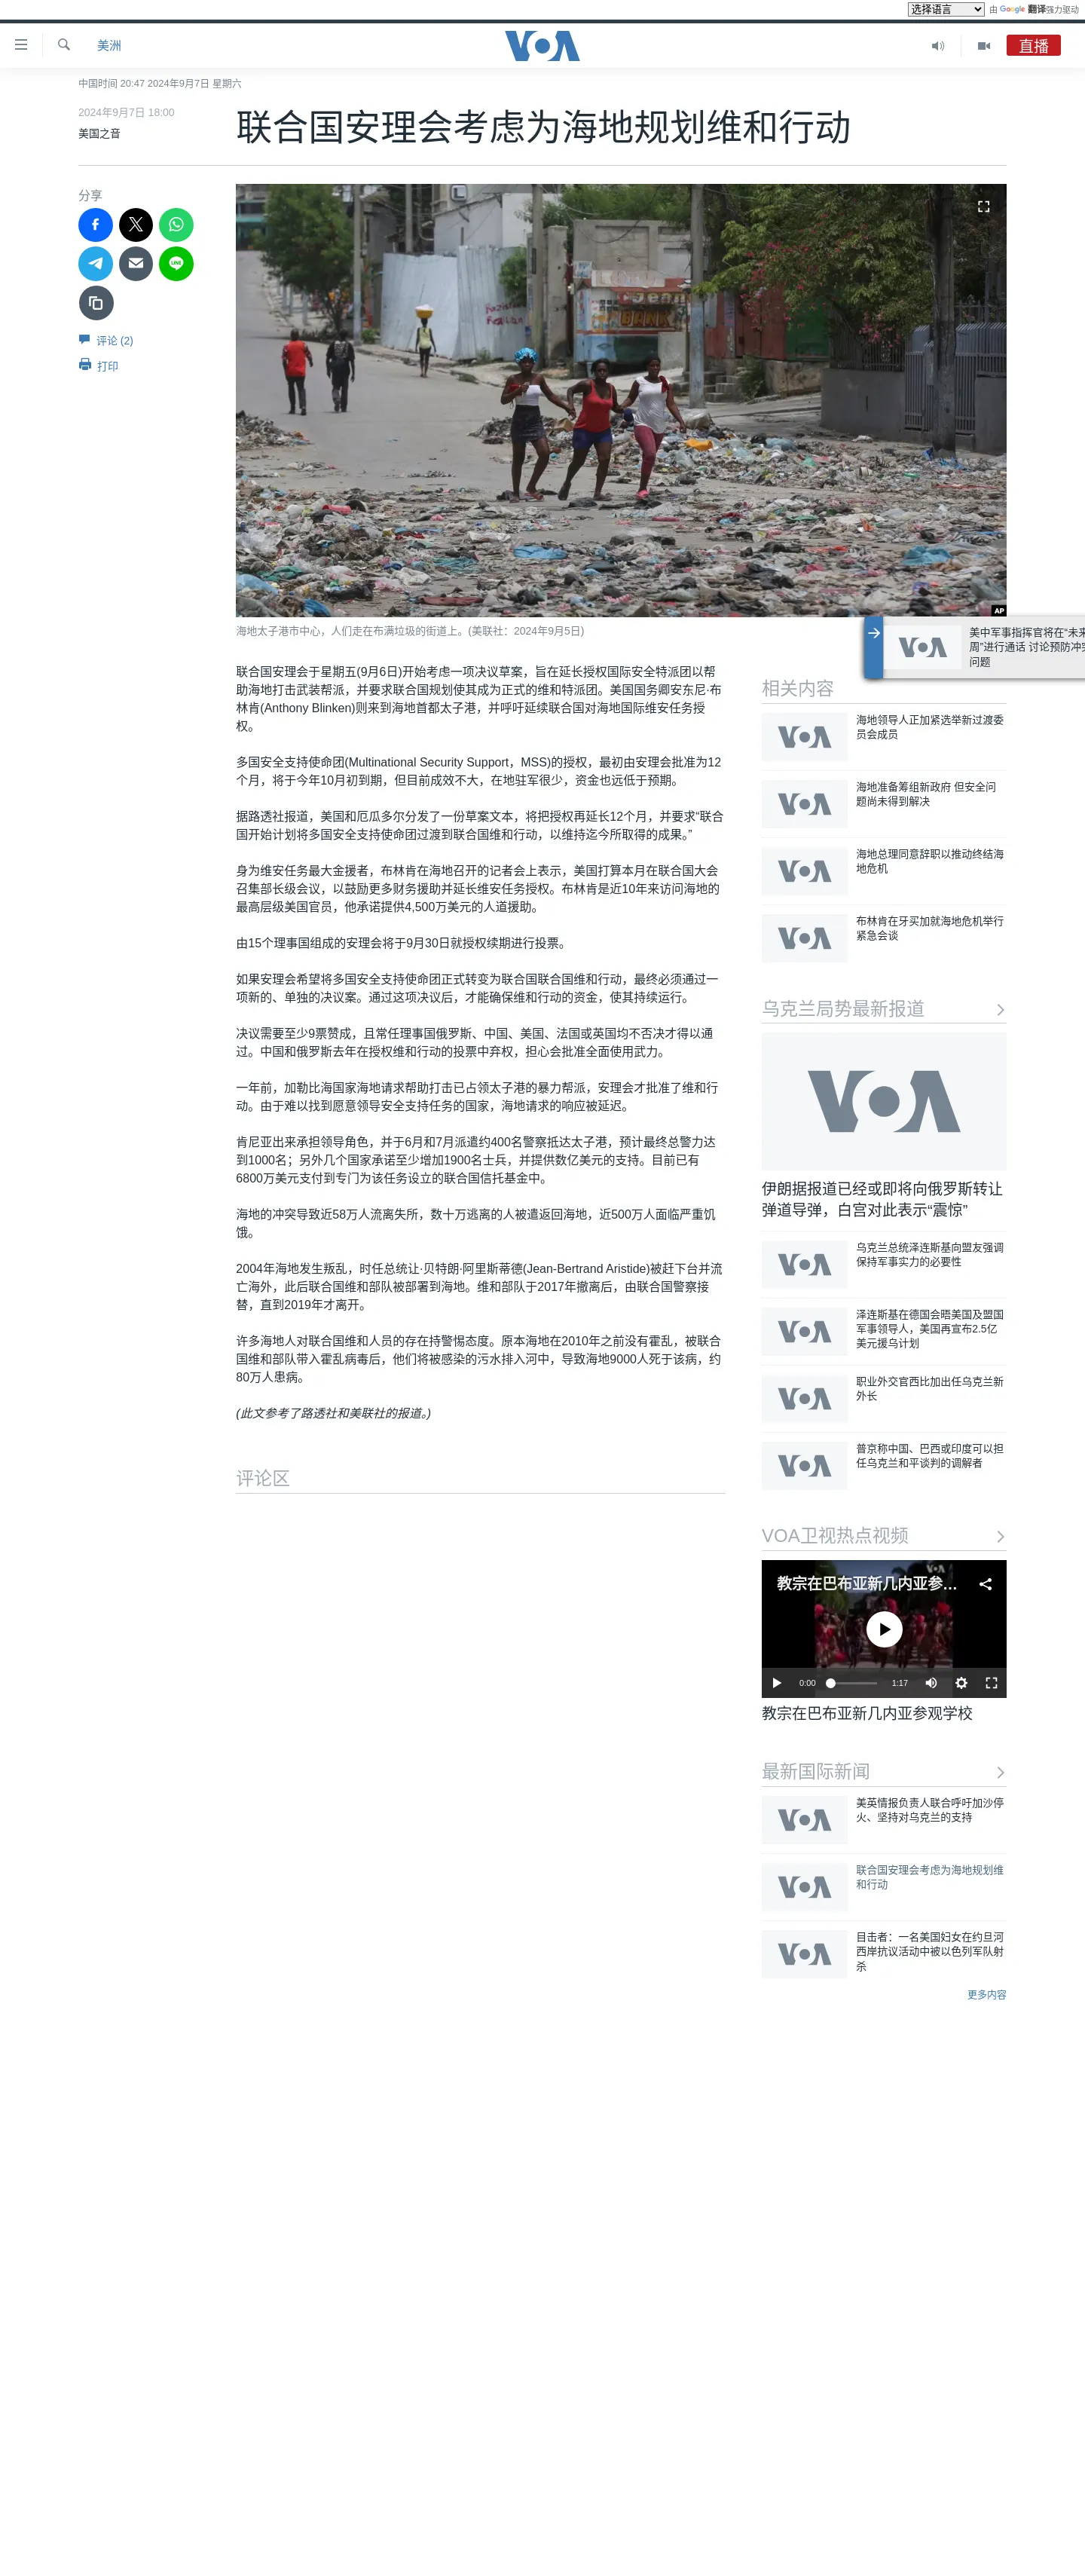 选择语言
由 Google 翻译强力驱动
美洲
VOA
直播
中国时间 20:47 2024年9月7日 星期六
2024年9月7日 18:00
美国之音
联合国安理会考虑为海地规划维和行动
分享
评论 (2)
打印
BANK
AP
海地太子港市中心，人们走在布满垃圾的街道上。(美联社：2024年9月5日)
美中军事指挥官将在“未来
周”进行通话 讨论预防冲突
问题
联合国安理会于星期五(9月6日)开始考虑一项决议草案，旨在延长授权国际安全特派团以帮
助海地打击武装帮派，并要求联合国规划使其成为正式的维和特派团。美国国务卿安东尼·布
林肯(Anthony Blinken)则来到海地首都太子港，并呼吁延续联合国对海地国际维安任务授
权。
多国安全支持使命团(Multinational Security Support，MSS)的授权，最初由安理会批准为12
个月，将于今年10月初到期，但目前成效不大，在地驻军很少，资金也远低于预期。
据路透社报道，美国和厄瓜多尔分发了一份草案文本，将把授权再延长12个月，并要求“联合
国开始计划将多国安全支持使命团过渡到联合国维和行动，以维持迄今所取得的成果。”
身为维安任务最大金援者，布林肯在海地召开的记者会上表示，美国打算本月在联合国大会
召集部长级会议，以鼓励更多财务援助并延长维安任务授权。布林肯是近10年来访问海地的
最高层级美国官员，他承诺提供4,500万美元的人道援助。
由15个理事国组成的安理会将于9月30日就授权续期进行投票。
如果安理会希望将多国安全支持使命团正式转变为联合国联合国维和行动，最终必须通过一
项新的、单独的决议案。通过这项决议后，才能确保维和行动的资金，使其持续运行。
决议需要至少9票赞成，且常任理事国俄罗斯、中国、美国、法国或英国均不否决才得以通
过。中国和俄罗斯去年在授权维和行动的投票中弃权，担心会批准全面使用武力。
一年前，加勒比海国家海地请求帮助打击已占领太子港的暴力帮派，安理会才批准了维和行
动。由于难以找到愿意领导安全支持任务的国家，海地请求的响应被延迟。
肯尼亚出来承担领导角色，并于6月和7月派遣约400名警察抵达太子港，预计最终总警力达
到1000名；另外几个国家承诺至少增加1900名士兵，并提供数亿美元的支持。目前已有
6800万美元支付到专门为该任务设立的联合国信托基金中。
海地的冲突导致近58万人流离失所，数十万逃离的人被遣返回海地，近500万人面临严重饥
饿。
2004年海地发生叛乱，时任总统让·贝特朗·阿里斯蒂德(Jean-Bertrand Aristide)被赶下台并流
亡海外，此后联合国维和部队被部署到海地。维和部队于2017年撤离后，由联合国警察接
替，直到2019年才离开。
许多海地人对联合国维和人员的存在持警惕态度。原本海地在2010年之前没有霍乱，被联合
国维和部队带入霍乱病毒后，他们将被感染的污水排入河中，导致海地9000人死于该病，约
80万人患病。
(此文参考了路透社和美联社的报道。)
评论区
相关内容
海地领导人正加紧选举新过渡委
员会成员
海地准备筹组新政府 但安全问
题尚未得到解决
海地总理同意辞职以推动终结海
地危机
布林肯在牙买加就海地危机举行
紧急会谈
乌克兰局势最新报道
VOA
伊朗据报道已经或即将向俄罗斯转让
弹道导弹，白宫对此表示“震惊”
乌克兰总统泽连斯基向盟友强调
保持军事实力的必要性
泽连斯基在德国会晤美国及盟国
军事领导人，美国再宣布2.5亿
美元援乌计划
职业外交官西比加出任乌克兰新
外长
普京称中国、巴西或印度可以担
任乌克兰和平谈判的调解者
VOA卫视热点视频
教宗在巴布亚新几内亚参...
0:00
1:17
教宗在巴布亚新几内亚参观学校
最新国际新闻
美英情报负责人联合呼吁加沙停
火、坚持对乌克兰的支持
联合国安理会考虑为海地规划维
和行动
目击者：一名美国妇女在约旦河
西岸抗议活动中被以色列军队射
杀
更多内容